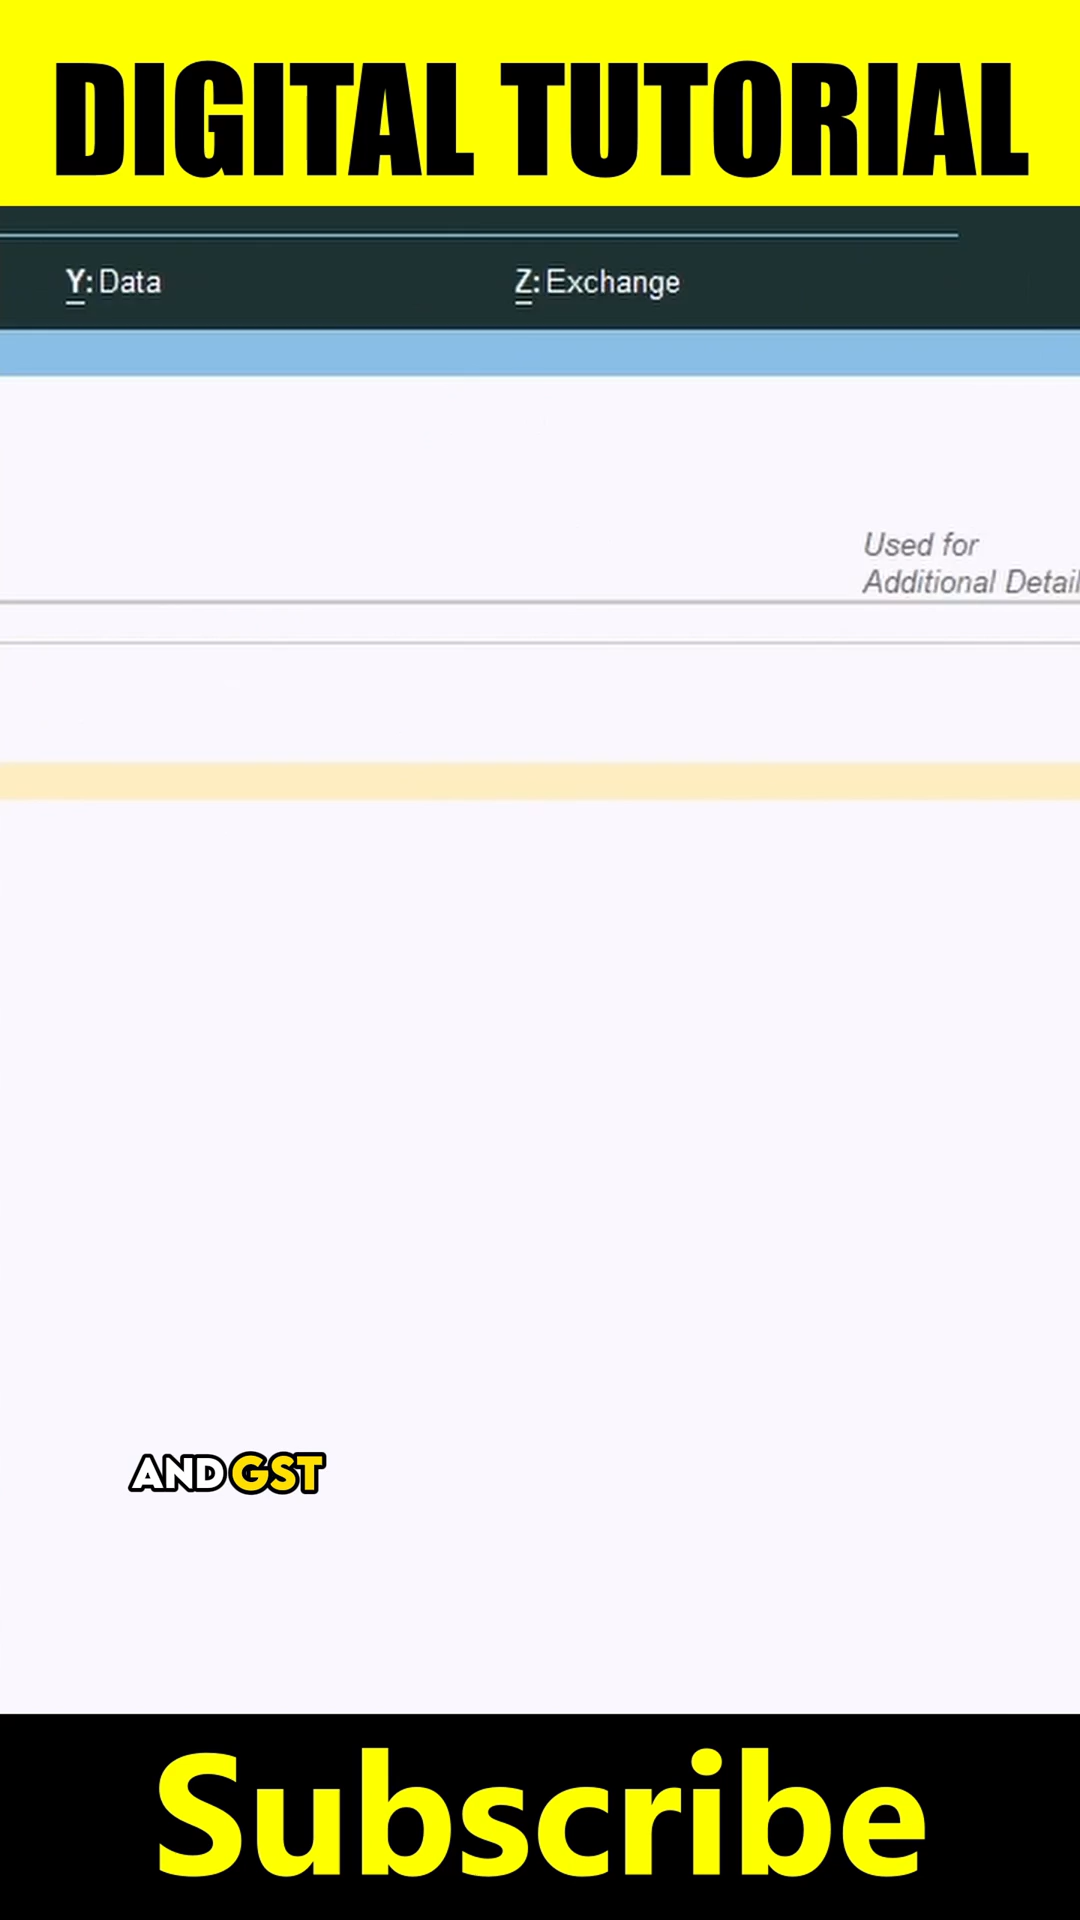 DIGITAL TUTORIAL
Y: Data Z: Exchange
Used for
Additional Detail
AND GST
Subscribe